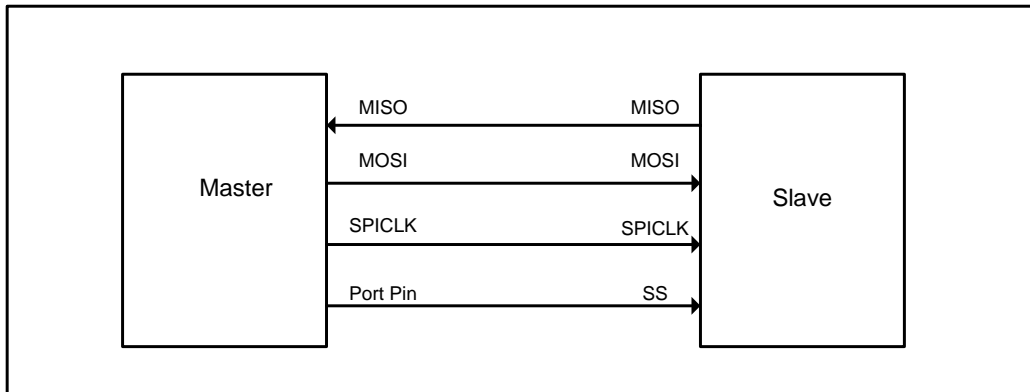 MISO MISO
MOSI MOSI
Master Slave
SPICLK SPICLK
Port Pin SS